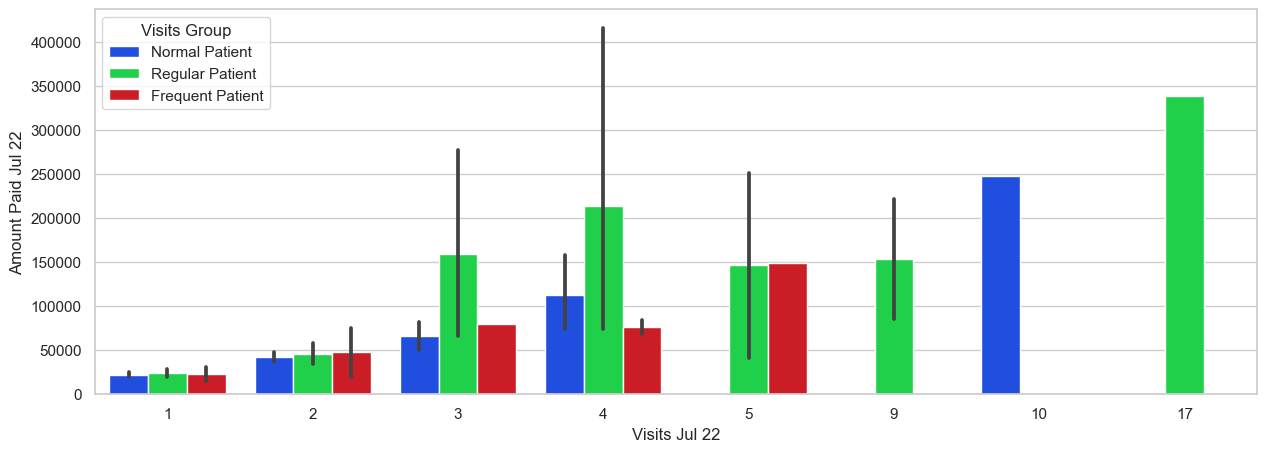 Visits Group
Normal Patient
Regular Patient
Frequent Patient
Amount Paid Jul 22
400000
350000
300000
250000
200000
150000
100000
50000
0
1 2 3 4 5 9 10 17
Visits Jul 22